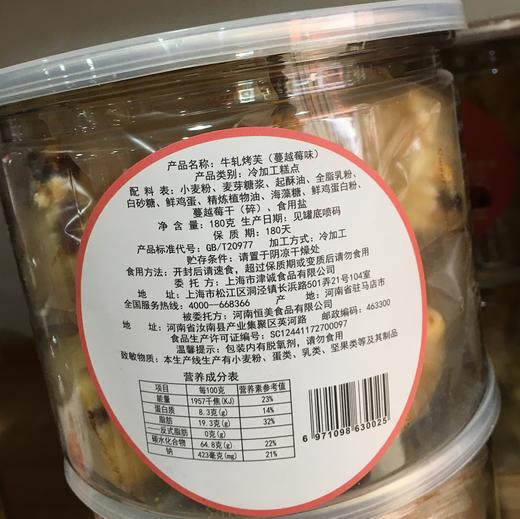 产品名称：牛轧烤芙（蔓越莓味）
产品类别：冷加工糕点
配 料 表：小麦粉、麦芽糖浆、起酥油、全脂乳粉、
白砂糖、鲜鸡蛋、精炼植物油、海藻糖、鲜鸡蛋白粉、
蔓越莓干（碎）、食用盐
净 含 量：180克 生产日期：见罐底喷码
保 质 期：180天
产品标准代号：GB/T20977 加工方式：冷加工
贮存条件：请置于阴凉干燥处
食用方法：开封后请速食，超过保质期或变质后请勿食用
委 托 方：上海市津诚食品有限公司
地 址：上海市松江区洞泾镇长浜路501弄21号104室
全国服务热线：4000-668366 产 地：河南省驻马店市
被委托方：河南恒美食品有限公司
地 址：河南省汝南县产业集聚区英河路 邮政编码：463300
食品生产许可证编号：SC12441172700097
温馨提示：包装内有脱氧剂，请勿食用
致敏物质：本生产线生产有小麦粉、蛋类、乳类、坚果类等及其制品
营养成分表
项目 每100克 营养素参考值
能量 1957千焦(KJ) 23%
蛋白质 8.3克(g) 14%
脂肪 19.3克(g) 32%
—反式脂肪 0克(g)
碳水化合物 64.8克(g) 22%
钠 423毫克(mg) 21%
6 971098 630025